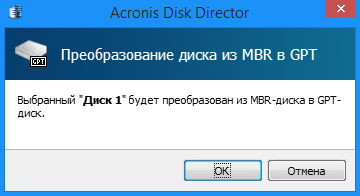 Acronis Disk Director
Преобразование диска из MBR в GPT
GPT
Выбранный "Диск 1" будет преобразован из MBR-диска в GPT-
диск.
OK
Отмена